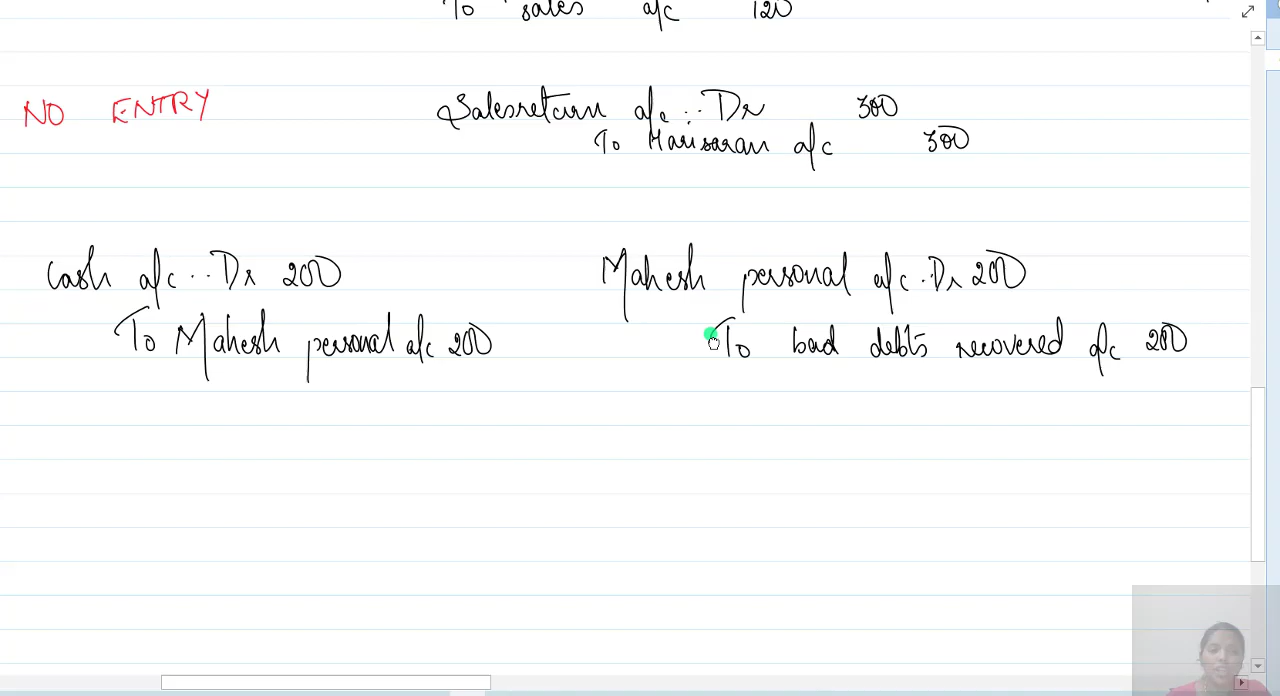 To sales a/c 120
NO ENTRY Salesreturn a/c ... Dr 300
To Harisaran a/c 300
Cash a/c ... Dr 200 Mahesh personal a/c .. Dr 200
To Mahesh personal a/c 200 To bad debts recovered a/c 200